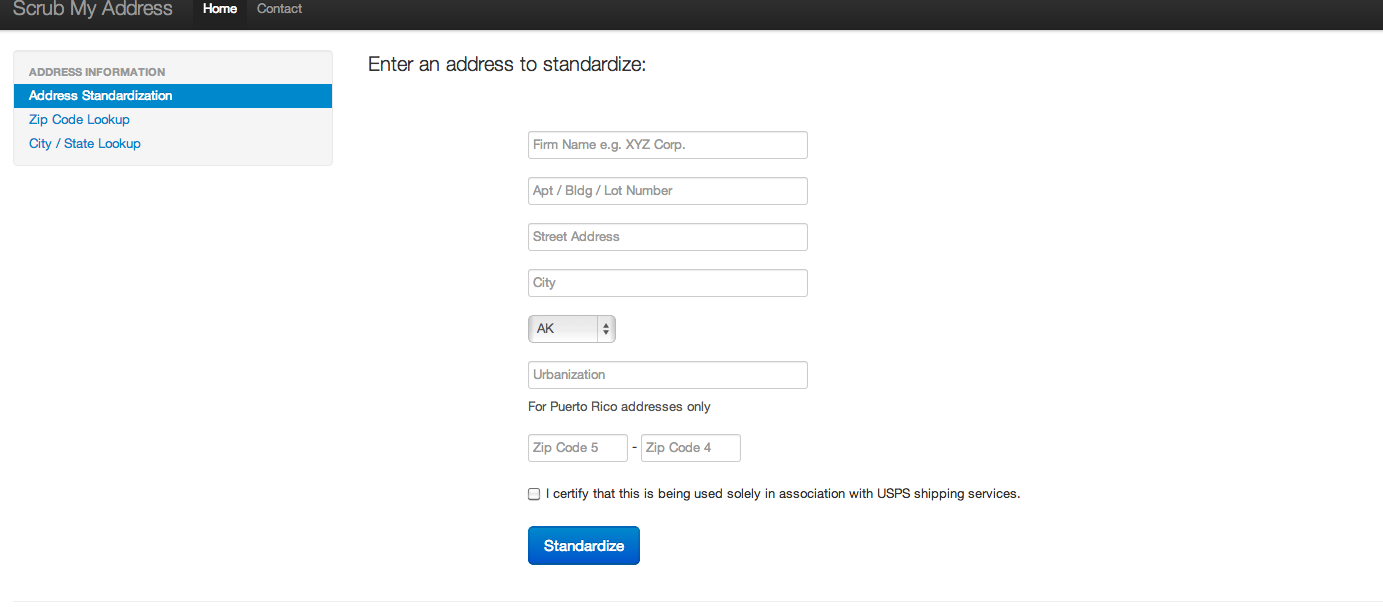 Scrub My Address Home Contact
ADDRESS INFORMATION
Address Standardization
Zip Code Lookup
City / State Lookup
Enter an address to standardize:
Firm Name e.g. XYZ Corp.
Apt / Bldg / Lot Number
Street Address
City
AK
Urbanization
For Puerto Rico addresses only
Zip Code 5 - Zip Code 4
I certify that this is being used solely in association with USPS shipping services.
Standardize